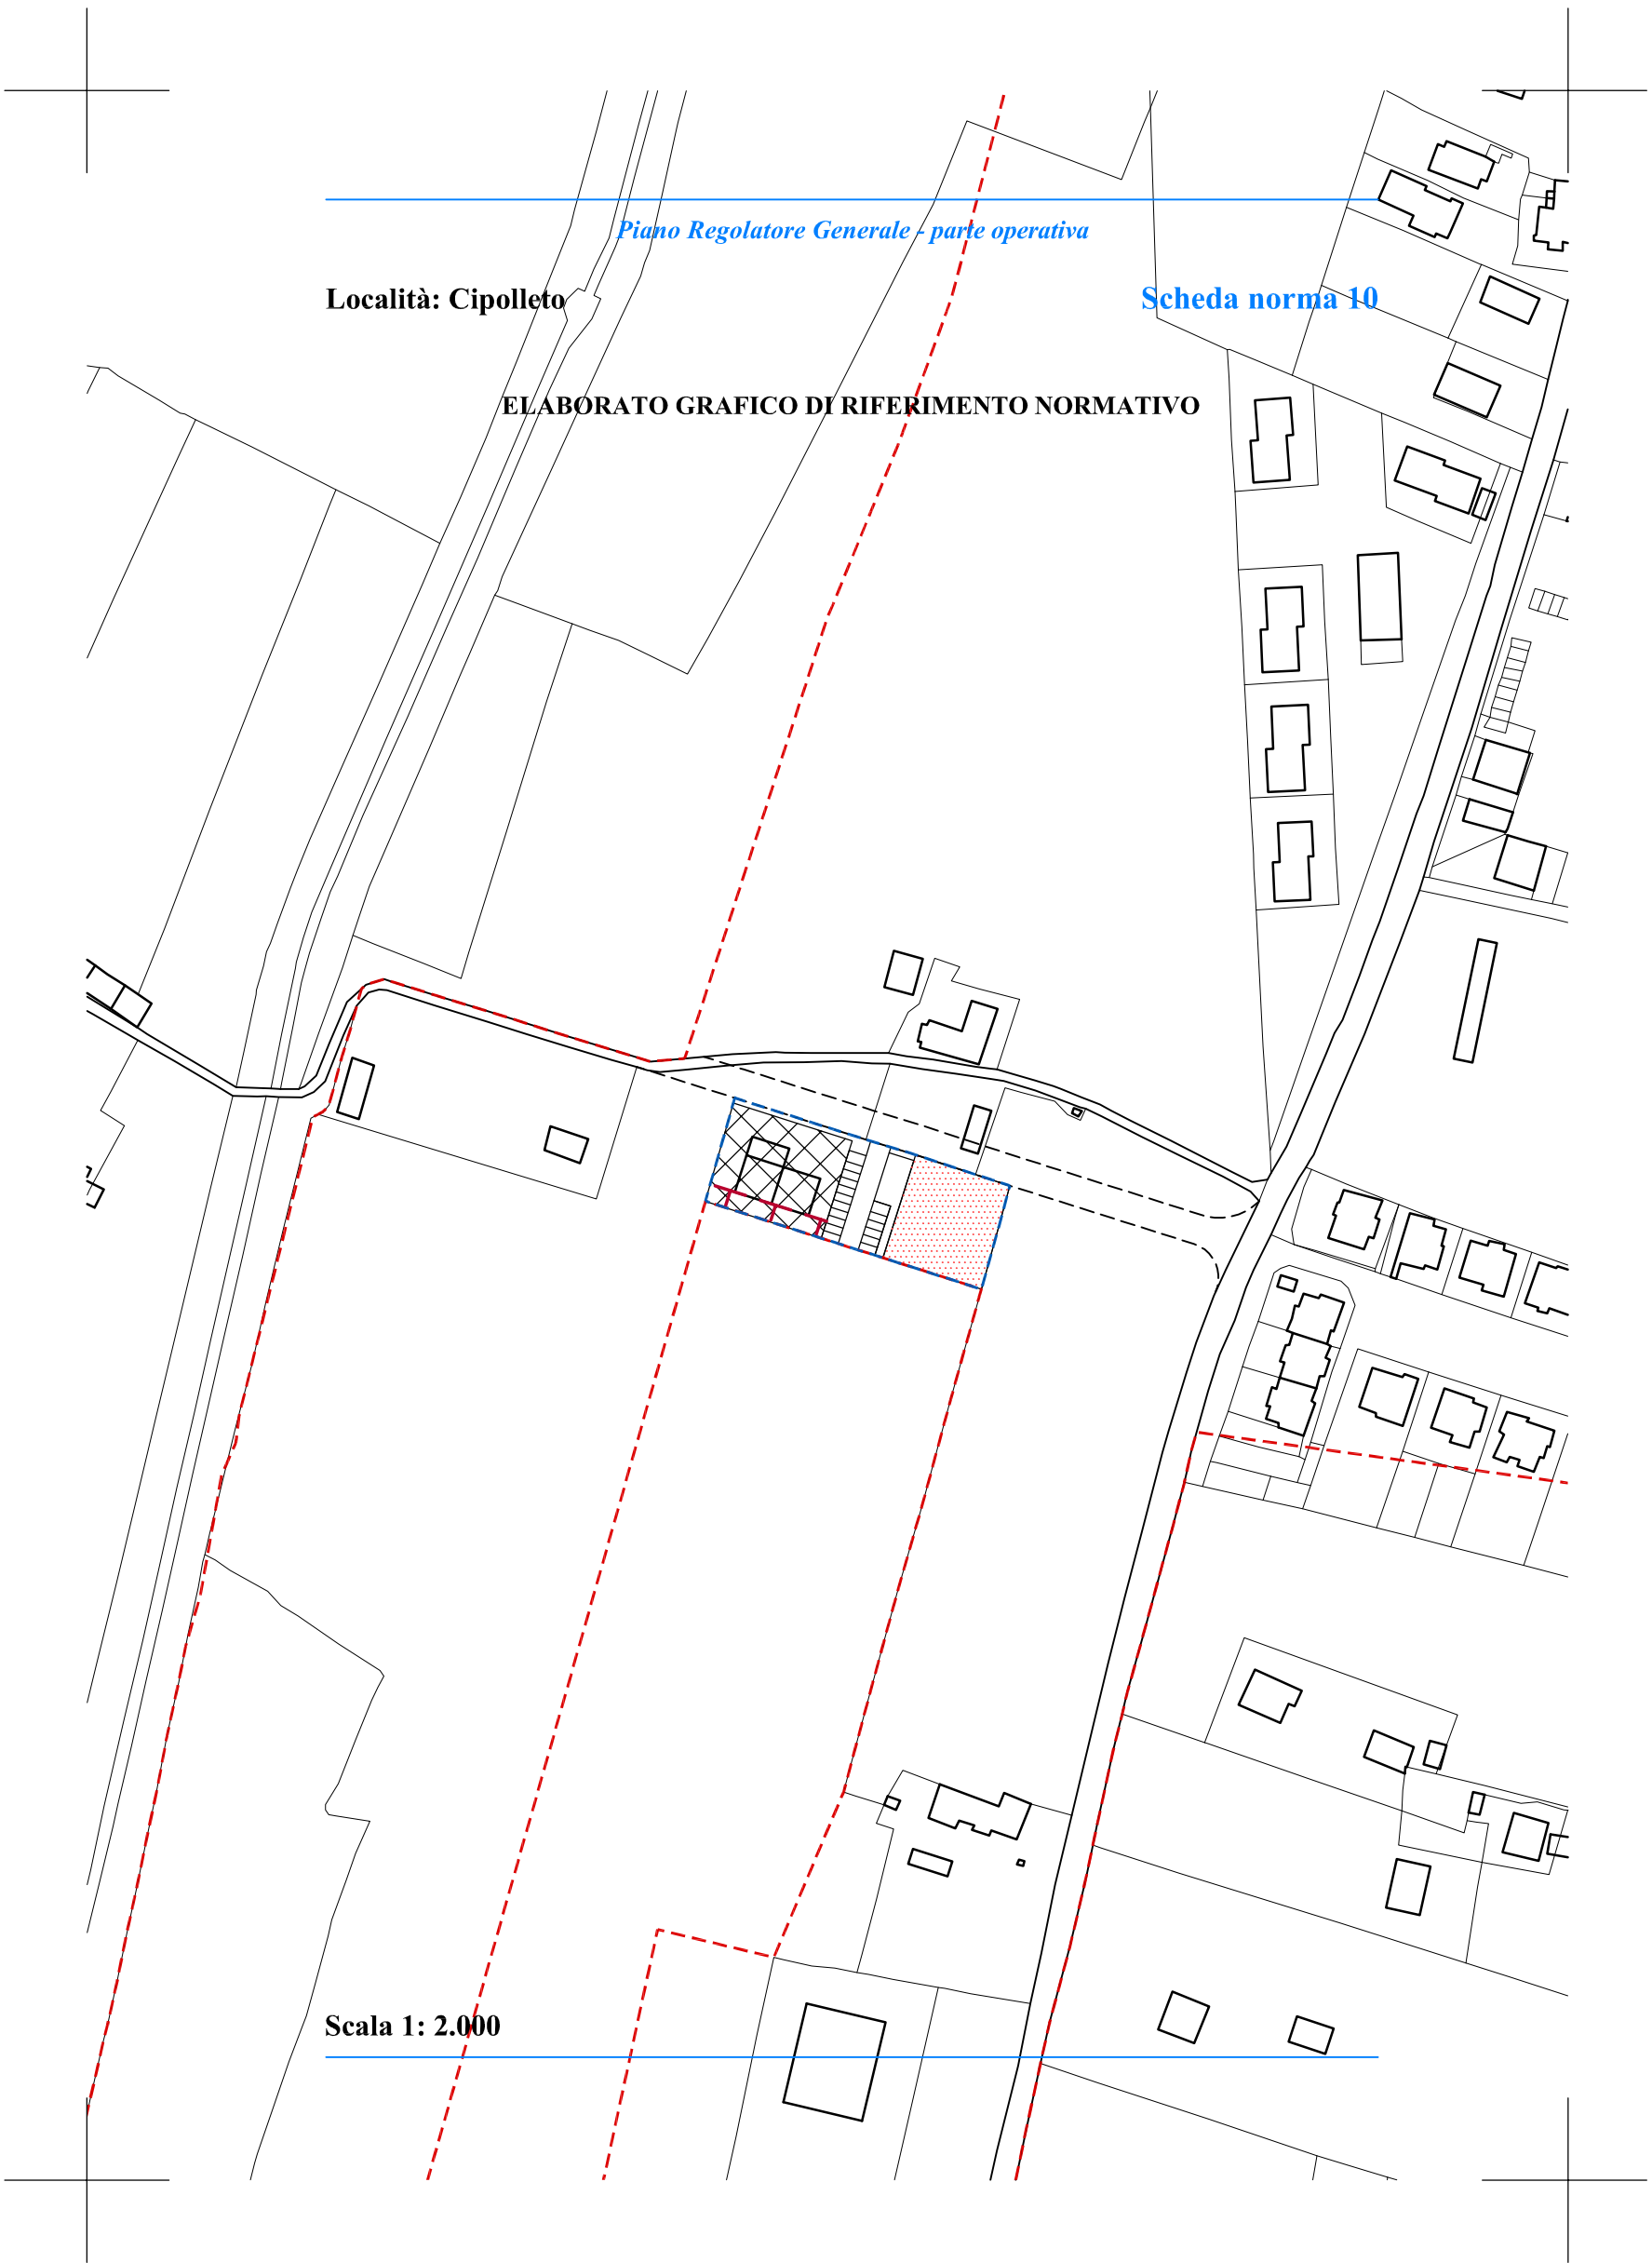 Piano Regolatore Generale - parte operativa
Località: Cipolleto
Scheda norma 10
ELABORATO GRAFICO DI RIFERIMENTO NORMATIVO
Scala 1: 2.000